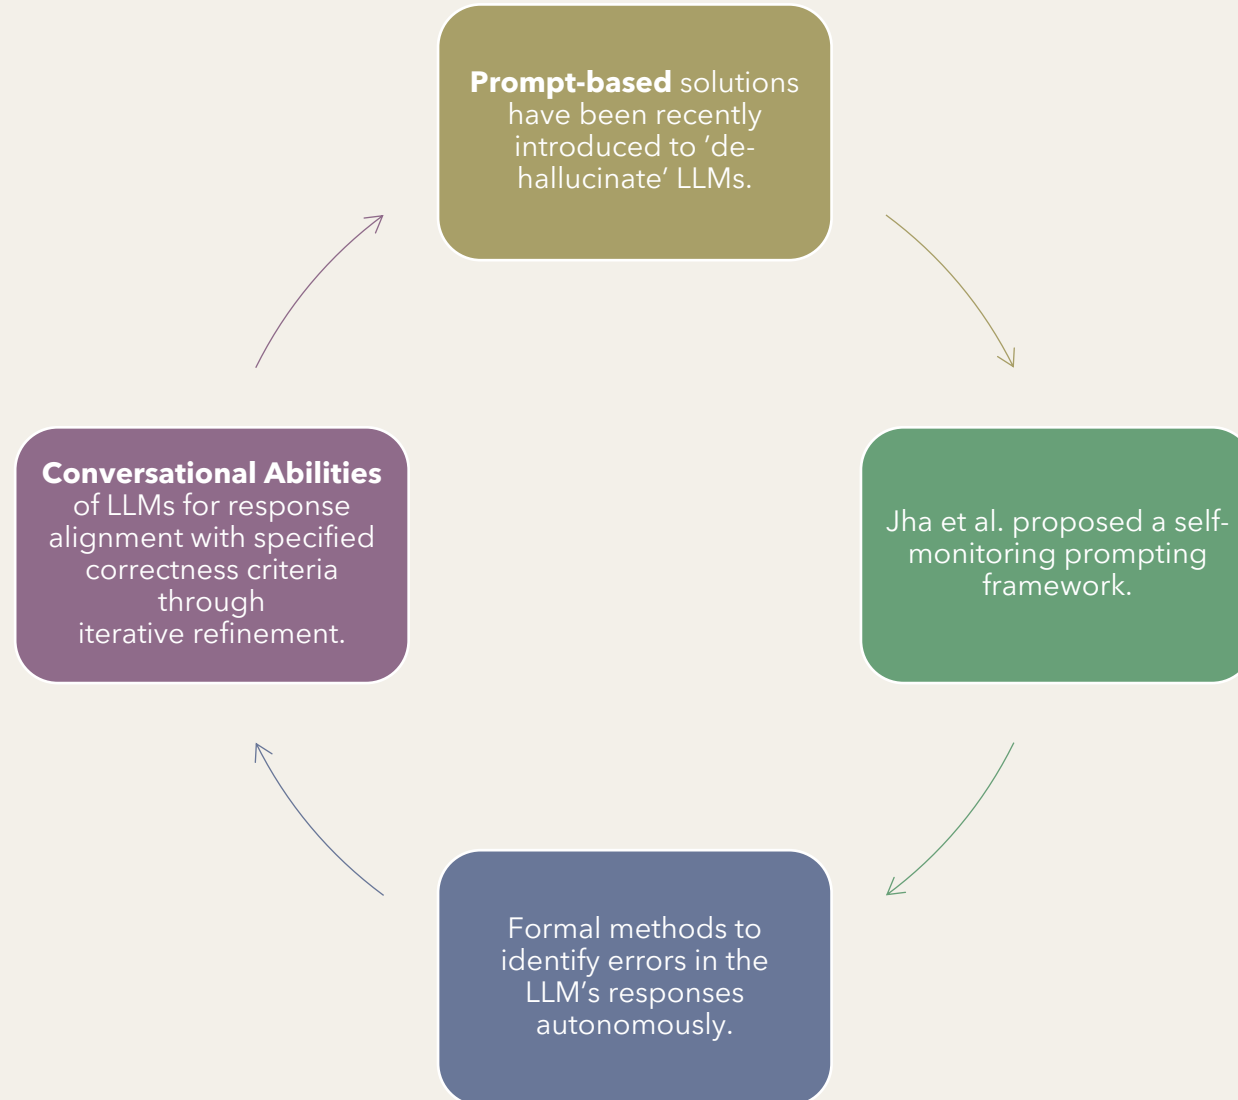 Prompt-based solutions
have been recently
introduced to ‘de-
hallucinate’ LLMs.
Jha et al. proposed a self-
monitoring prompting
framework.
Formal methods to
identify errors in the
LLM’s responses
autonomously.
Conversational Abilities
of LLMs for response
alignment with specified
correctness criteria
through
iterative refinement.